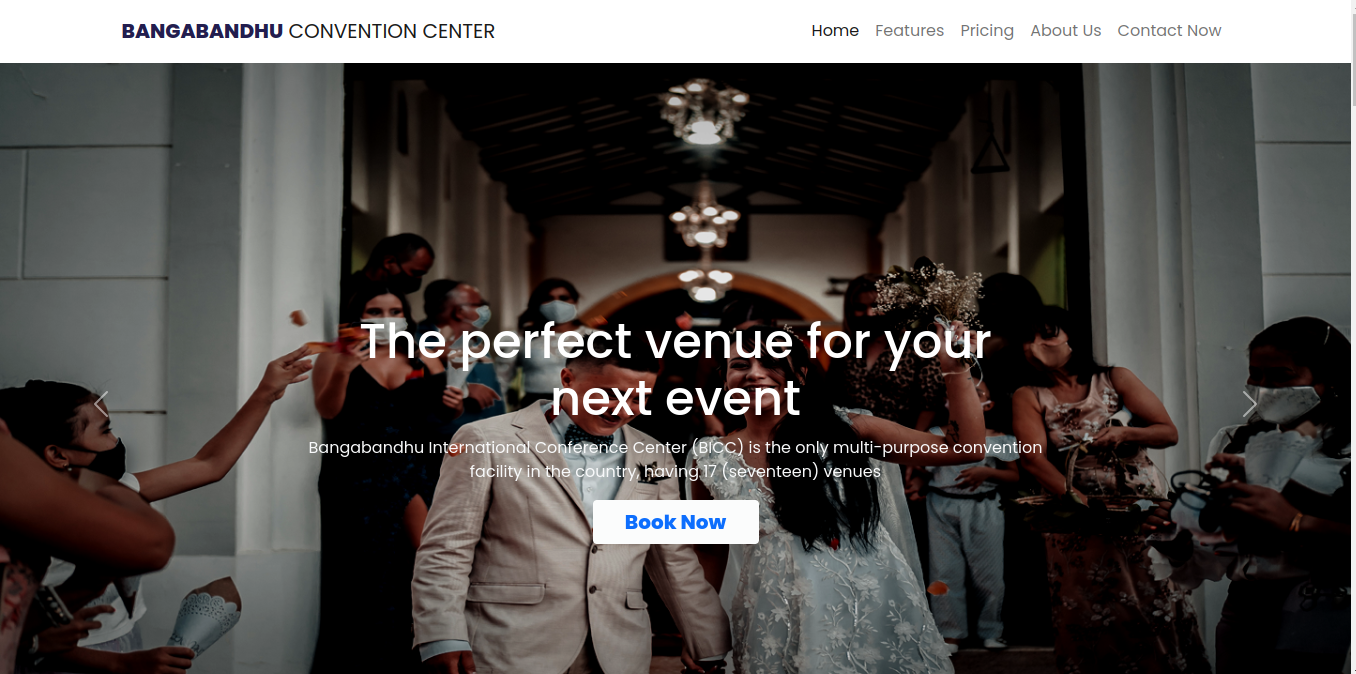 BANGABANDHU CONVENTION CENTER
Home Features Pricing About Us Contact Now
The perfect venue for your
next event
Bangabandhu International Conference Center (BICC) is the only multi-purpose convention
facility in the country, having 17 (seventeen) venues
Book Now